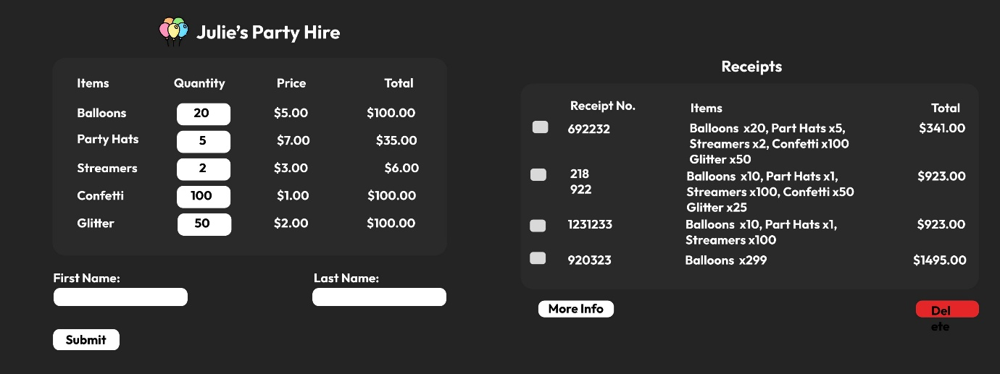 Julie's Party Hire
Items Quantity Price Total
Balloons 20 $5.00 $100.00
Party Hats 5 $7.00 $35.00
Streamers 2 $3.00 $6.00
Confetti 100 $1.00 $100.00
Glitter 50 $2.00 $100.00
First Name: Last Name:
Submit
Receipts
Receipt No. Items Total
692232 Balloons x20, Part Hats x5, $341.00
Streamers x2, Confetti x100
Glitter x50
218 Balloons x10, Part Hats x1, $923.00
922 Streamers x100, Confetti x50
Glitter x25
1231233 Balloons x10, Part Hats x1, $923.00
Streamers x100
920323 Balloons x299 $1495.00
More Info Del
ete